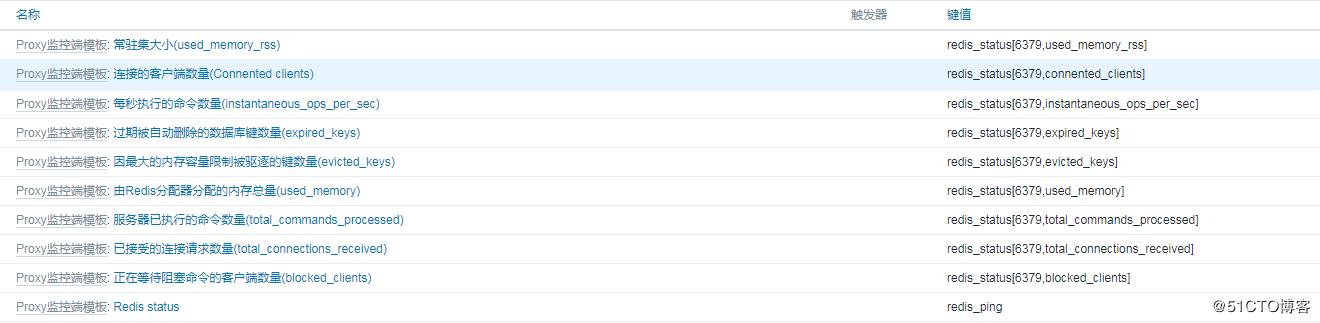 名称 触发器 键值
Proxy监控端模板: 常驻集大小(used_memory_rss) redis_status[6379,used_memory_rss]
Proxy监控端模板: 连接的客户端数量(Connented clients) redis_status[6379,connented_clients]
Proxy监控端模板: 每秒执行的命令数量(instantaneous_ops_per_sec) redis_status[6379,instantaneous_ops_per_sec]
Proxy监控端模板: 过期被自动删除的数据库键数量(expired_keys) redis_status[6379,expired_keys]
Proxy监控端模板: 因最大的内存容量限制被驱逐的键数量(evicted_keys) redis_status[6379,evicted_keys]
Proxy监控端模板: 由Redis分配器分配的内存总量(used_memory) redis_status[6379,used_memory]
Proxy监控端模板: 服务器已执行的命令数量(total_commands_processed) redis_status[6379,total_commands_processed]
Proxy监控端模板: 已接受的连接请求数量(total_connections_received) redis_status[6379,total_connections_received]
Proxy监控端模板: 正在等待阻塞命令的客户端数量(blocked_clients) redis_status[6379,blocked_clients]
Proxy监控端模板: Redis status redis_ping
@51CTO博客